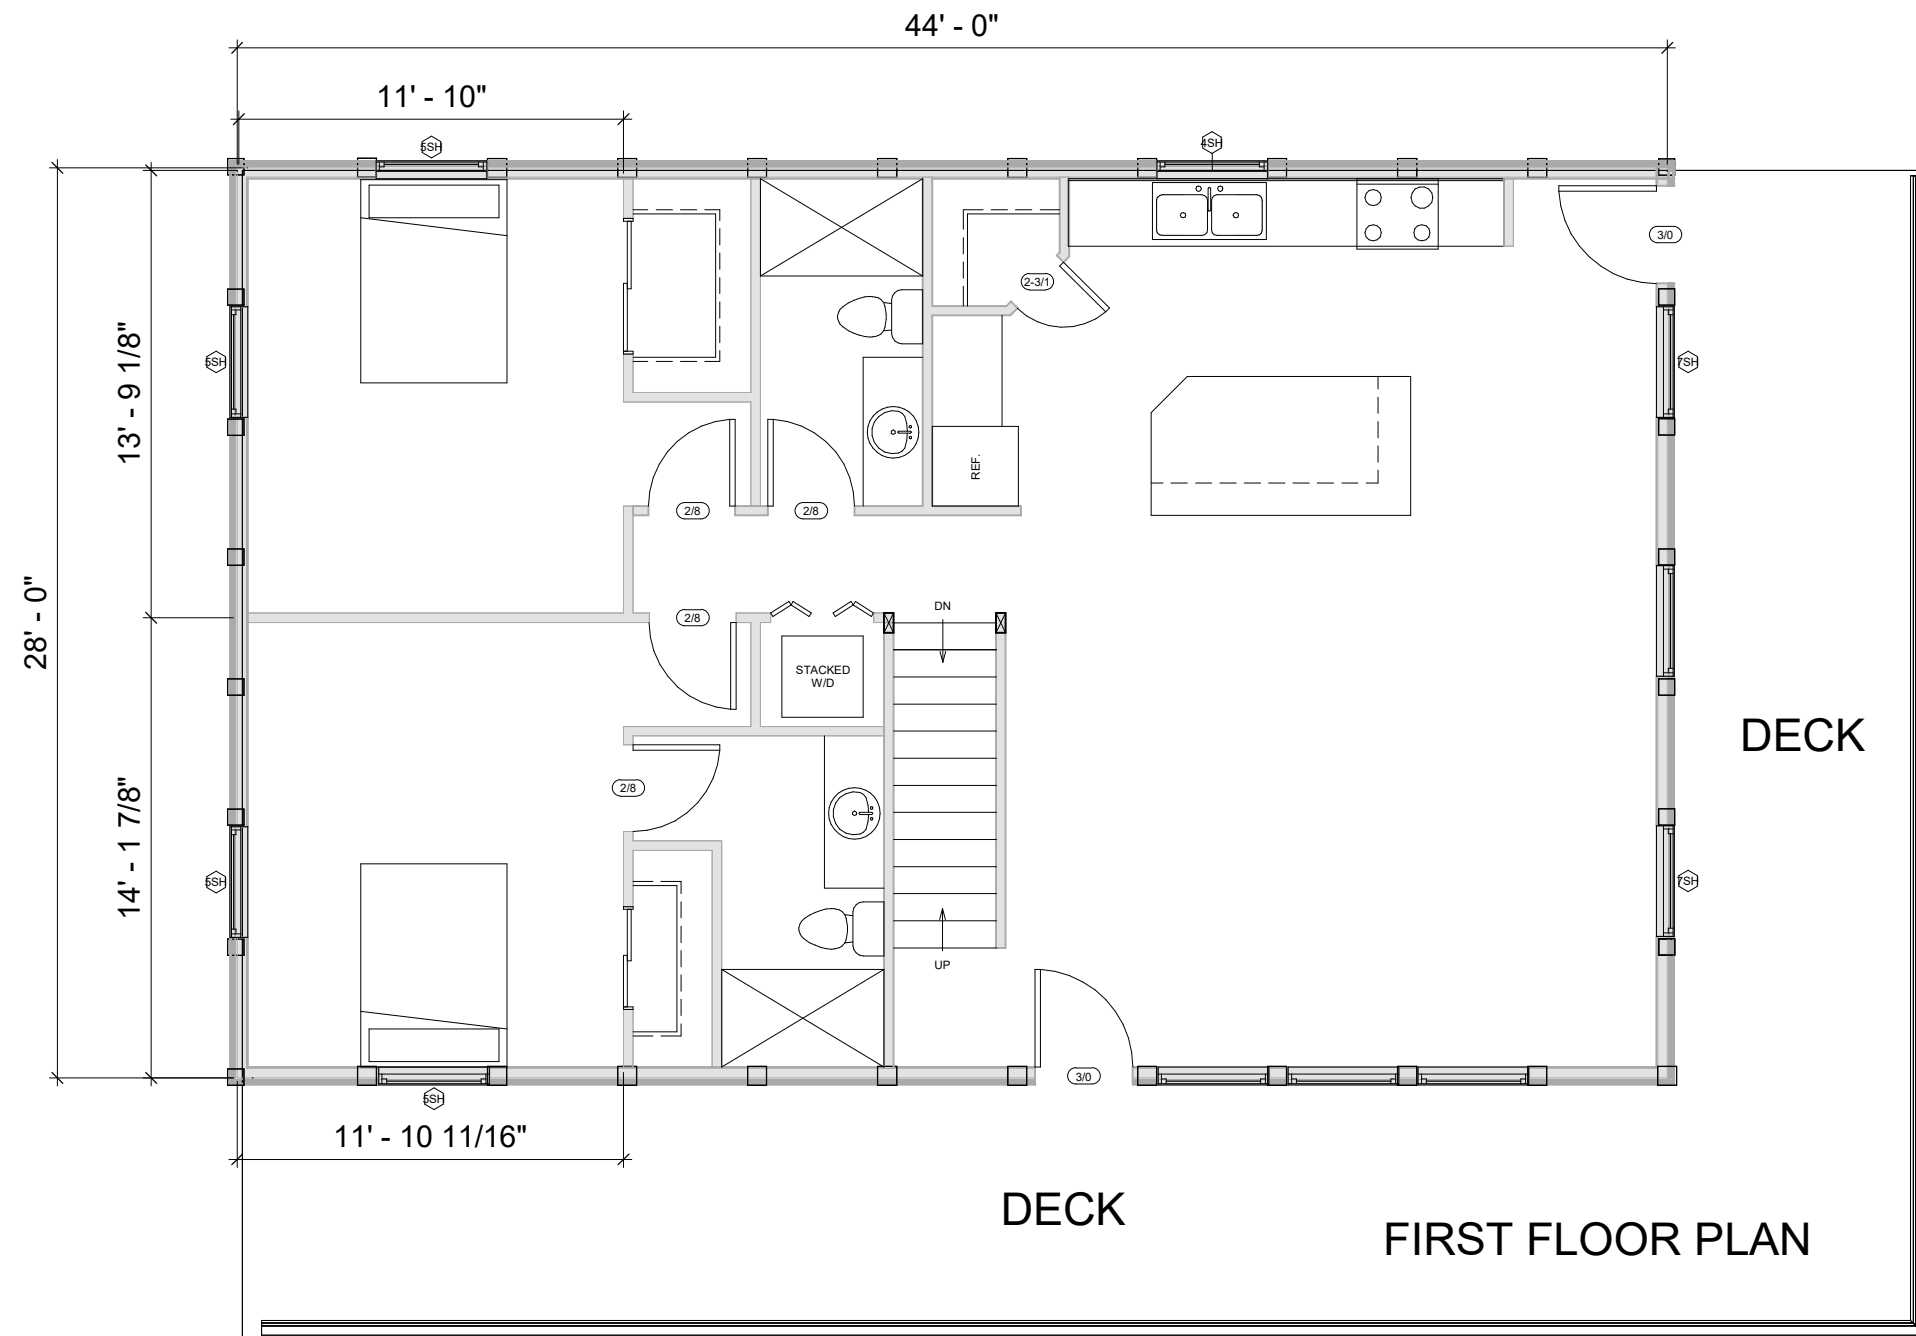 44' - 0"
11' - 10"
5SH
4SH
3/0
2-3/1
13' - 9 1/8"
5SH
7SH
REF.
2/8
2/8
28' - 0"
DN
2/8
STACKED
W/D
DECK
2/8
14' - 1 7/8"
5SH
7SH
UP
3/0
5SH
11' - 10 11/16"
DECK
FIRST FLOOR PLAN